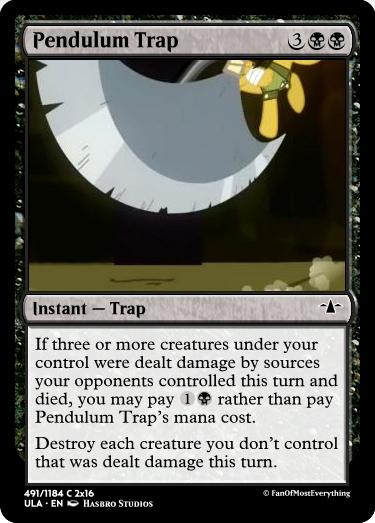 Pendulum Trap 3
Instant — Trap
If three or more creatures under your
control were dealt damage by sources
your opponents controlled this turn and
died, you may pay 1 rather than pay
Pendulum Trap's mana cost.
Destroy each creature you don't control
that was dealt damage this turn.
491/1184 C 2x16
ULA • EN Hasbro Studios
© FanOfMostEverything